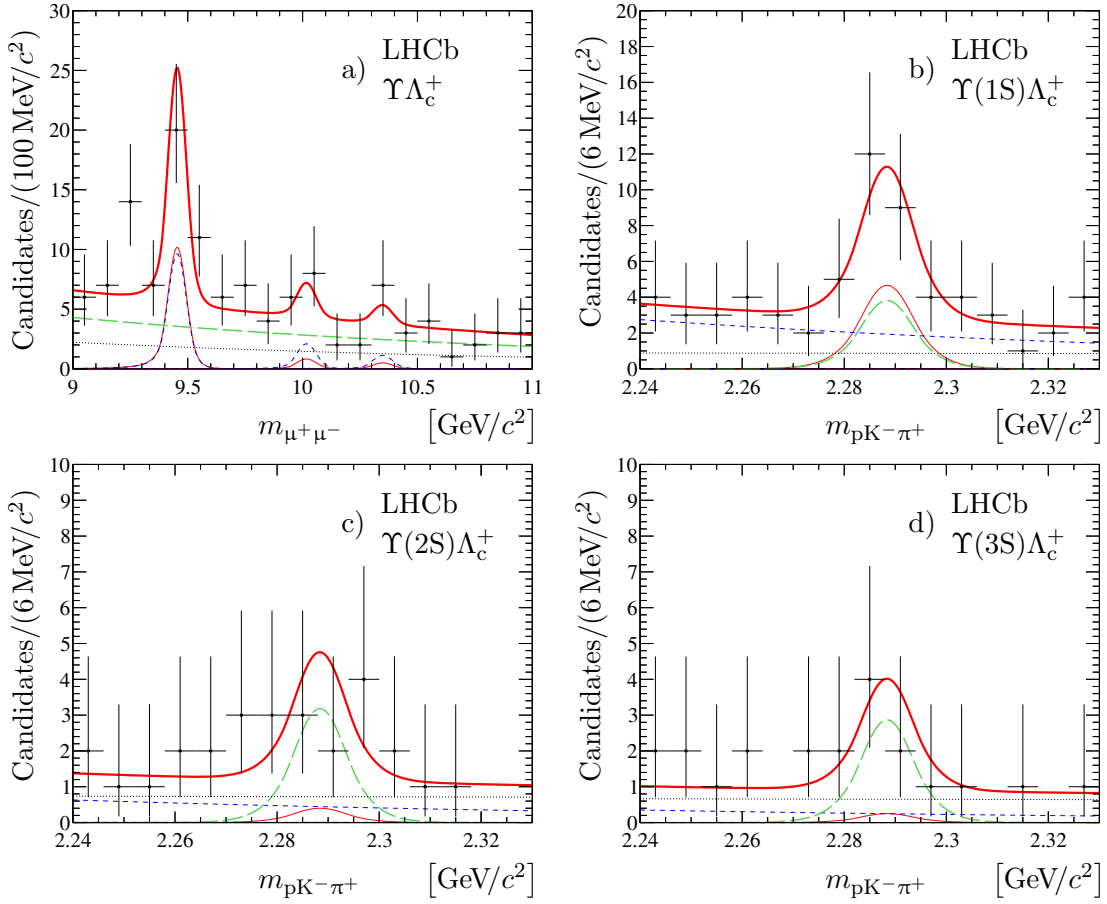 Candidates/(100 MeV/c²)
30
25
20
15
10
5
0
a)
LHCb
ϒΛc⁺
9 9.5 10 10.5 11
mμ⁺μ⁻ [GeV/c²]
Candidates/(6 MeV/c²)
20
18
16
14
12
10
8
6
4
2
0
b)
LHCb
ϒ(1S)Λc⁺
2.24 2.26 2.28 2.3 2.32
mpK⁻π⁺ [GeV/c²]
Candidates/(6 MeV/c²)
10
9
8
7
6
5
4
3
2
1
0
c)
LHCb
ϒ(2S)Λc⁺
2.24 2.26 2.28 2.3 2.32
mpK⁻π⁺ [GeV/c²]
Candidates/(6 MeV/c²)
10
9
8
7
6
5
4
3
2
1
0
d)
LHCb
ϒ(3S)Λc⁺
2.24 2.26 2.28 2.3 2.32
mpK⁻π⁺ [GeV/c²]